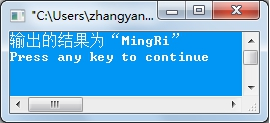 "C:\Users\zhangyan...
输出的结果为“MingRi”
Press any key to continue